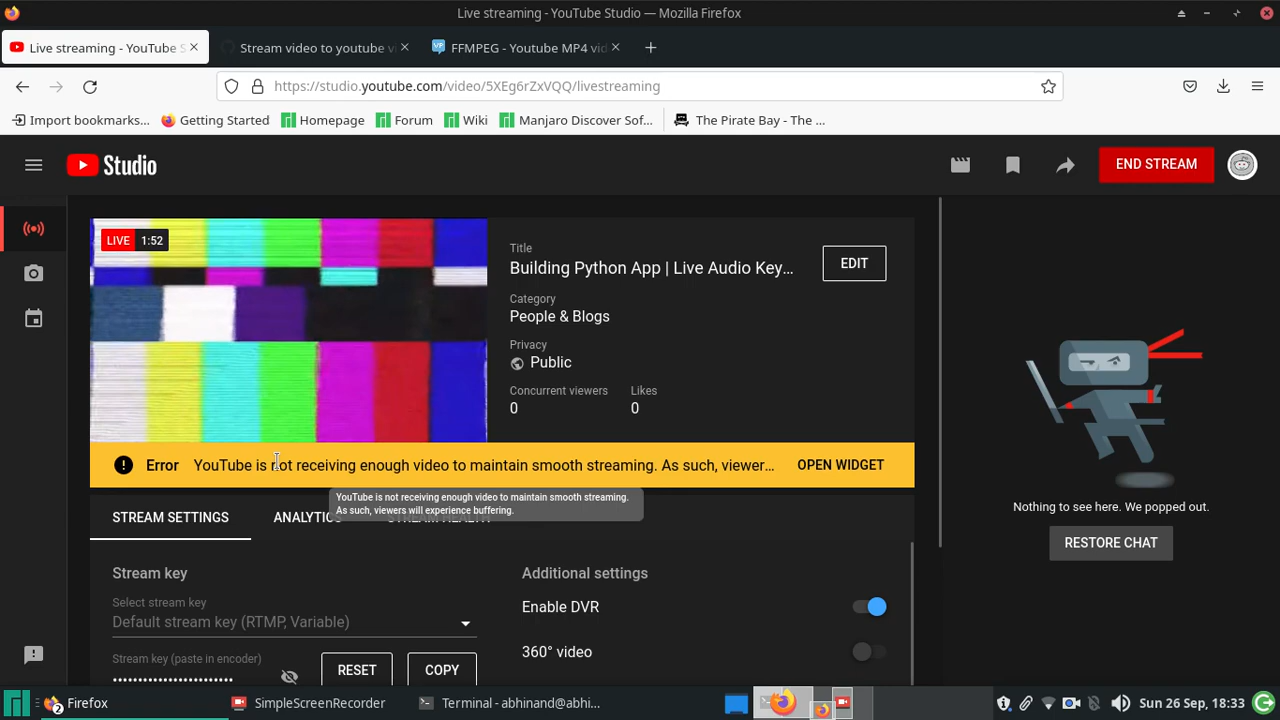 Live streaming - YouTube Studio — Mozilla Firefox
Live streaming - YouTube S
Stream video to youtube v
FFMPEG - Youtube MP4 vid
https://studio.youtube.com/video/5XEg6rZxVQQ/livestreaming
Import bookmarks... Getting Started Homepage Forum Wiki Manjaro Discover Sof... The Pirate Bay - The ...
Studio
END STREAM
LIVE 1:52
Title
Building Python App | Live Audio Key...
EDIT
Category
People & Blogs
Privacy
Public
Concurrent viewers Likes
0 0
Error YouTube is not receiving enough video to maintain smooth streaming. As such, viewer... OPEN WIDGET
YouTube is not receiving enough video to maintain smooth streaming.
As such, viewers will experience buffering.
STREAM SETTINGS ANALYTICS STREAM HEALTH
Stream key
Select stream key
Default stream key (RTMP, Variable)
Stream key (paste in encoder)
••••••••••••••••••••••••
RESET COPY
Additional settings
Enable DVR
360° video
Nothing to see here. We popped out.
RESTORE CHAT
2 Firefox SimpleScreenRecorder Terminal - abhinand@abhi... Sun 26 Sep, 18:33